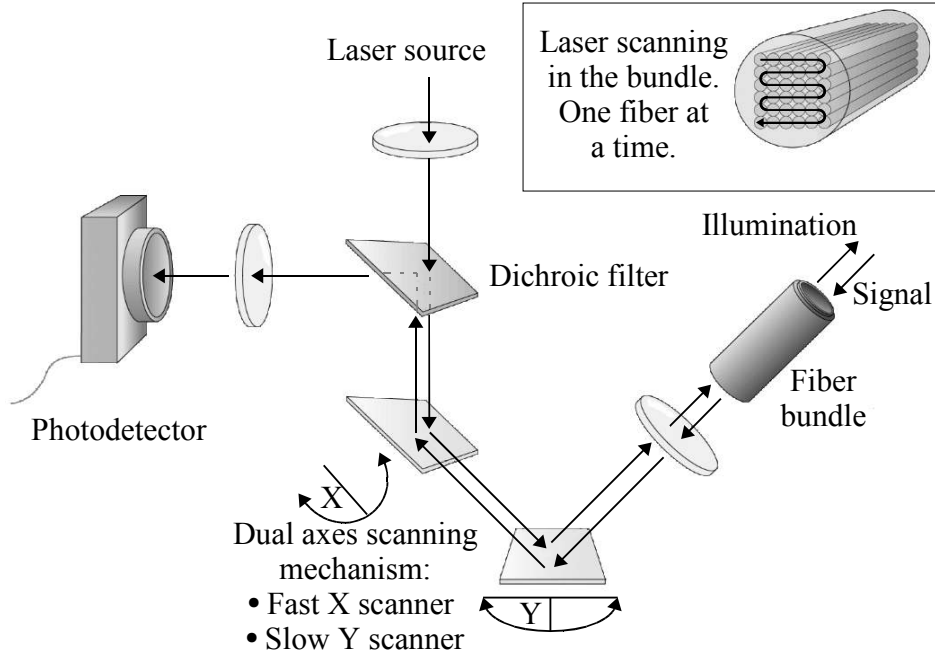 Laser source
Laser scanning
in the bundle.
One fiber at
a time.
Illumination
Dichroic filter
Signal
Fiber
bundle
Photodetector
X
Dual axes scanning
mechanism:
• Fast X scanner
• Slow Y scanner
Y